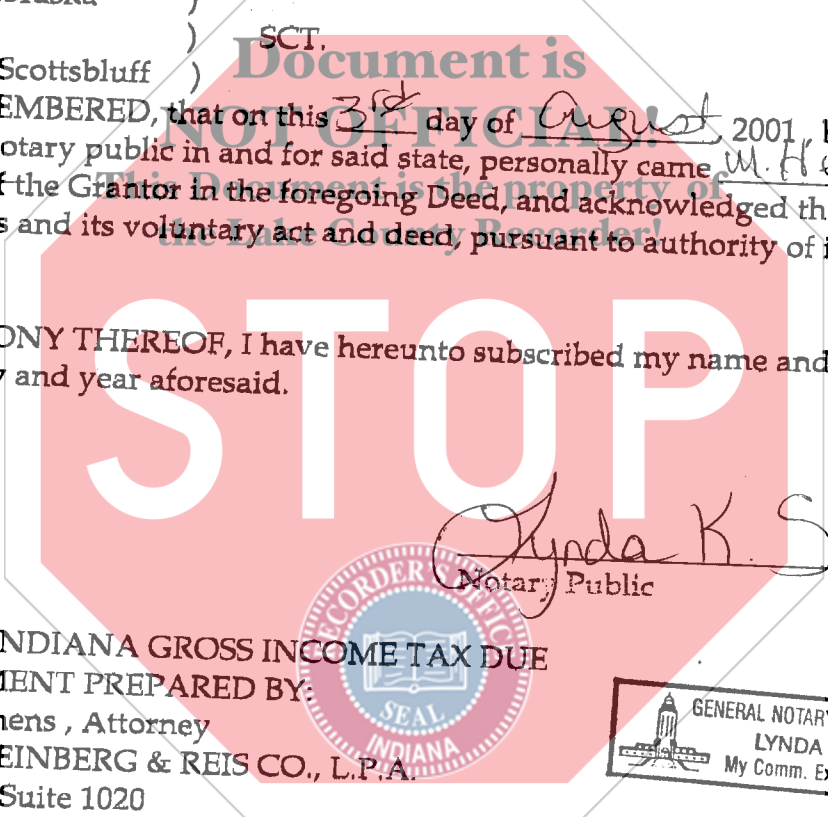 ) SCT.
Scottsbluff )
EMBERED, that on this 3rd day of August, 2001,
otary public in and for said state, personally came W. H
f the Grantor in the foregoing Deed, and acknowledged th
s and its voluntary act and deed, pursuant to authority of i
ONY THEREOF, I have hereunto subscribed my name and
y and year aforesaid.
Lynda K. S
Notary Public
NDIANA GROSS INCOME TAX DUE
MENT PREPARED BY:
hens , Attorney
EINBERG & REIS CO., L.P.A.
Suite 1020
GENERAL NOTARY
LYNDA
My Comm. Ex
Document is
NOT OFFICIAL!
This Document is the property of
the Lake County Recorder!
STOP
RECORDER'S OFFICE
SEAL
INDIANA